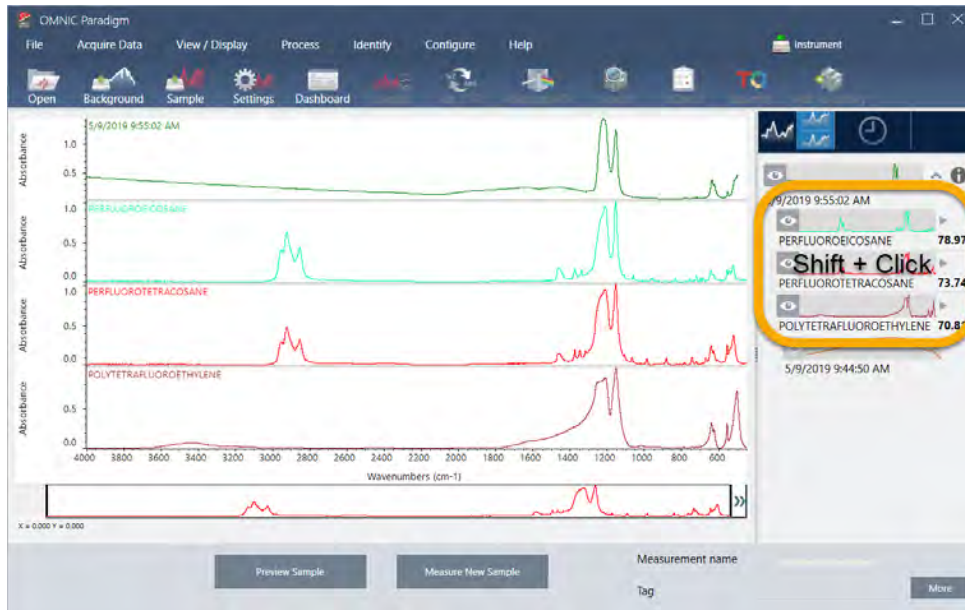 OMNIC Paradigm
File Acquire Data View / Display Process Identify Configure Help Instrument
Open Background Sample Settings Dashboard
5/9/2019 9:55:02 AM
Absorbance
1.0
0.5
PERFLUOROEICOSANE
Absorbance
1.0
0.5
0.0
PERFLUOROTETRACOSANE
Absorbance
1.0
0.5
0.0
POLYTETRAFLUOROETHYLENE
Absorbance
0.5
0.0
4000 3800 3600 3400 3200 3000 2800 2600 2400 2200 2000 1800 1600 1400 1200 1000 800 600
Wavenumbers (cm-1)
X = 0.000 Y = 0.000
/9/2019 9:55:02 AM
PERFLUOROEICOSANE 78.97
Shift + Click
PERFLUOROTETRACOSANE 73.74
POLYTETRAFLUOROETHYLENE 70.81
5/9/2019 9:44:50 AM
Preview Sample Measure New Sample
Measurement name
Tag
More